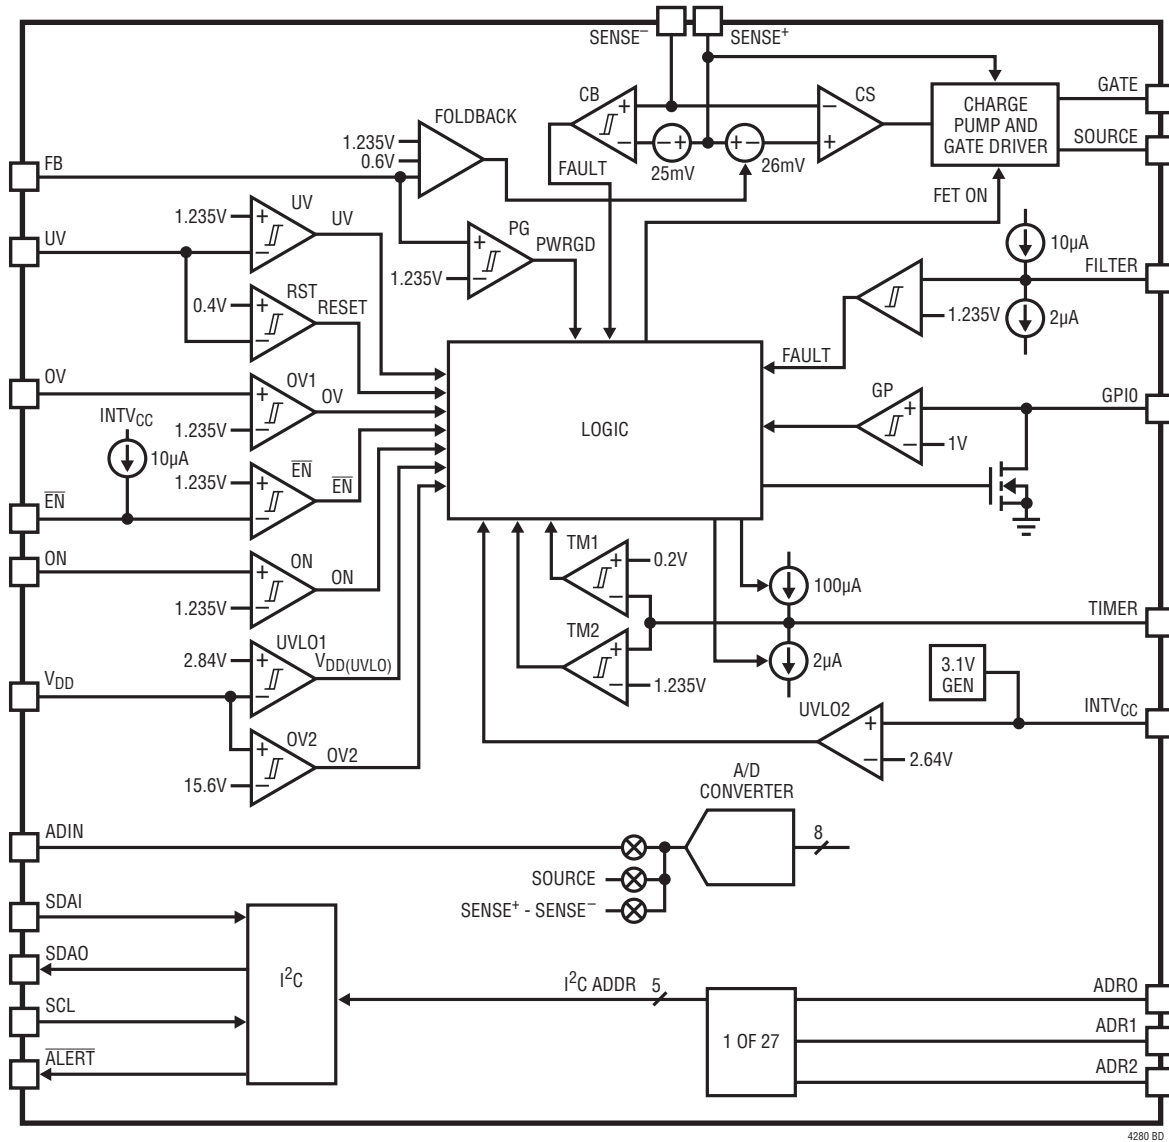 SENSE⁻
SENSE⁺
CB
CS
GATE
CHARGE PUMP AND GATE DRIVER
SOURCE
FOLDBACK
1.235V
0.6V
FAULT
25mV
26mV
FB
FET ON
UV
1.235V
UV
UV
PG
PWRGD
1.235V
10µA
FILTER
1.235V
2µA
0.4V
RST
RESET
FAULT
OV
OV1
OV
1.235V
INTVCC
10µA
LOGIC
GP
GPIO
1V
1.235V
EN
EN
EN
ON
ON
ON
1.235V
TM1
0.2V
100µA
TIMER
TM2
2µA
1.235V
UVLO1
2.84V
VDD(UVLO)
VDD
3.1V GEN
INTVCC
UVLO2
2.64V
OV2
OV2
15.6V
A/D CONVERTER
8
ADIN
SOURCE
SENSE⁺ - SENSE⁻
SDAI
SDAO
SCL
ALERT
I²C
I²C ADDR
5
1 OF 27
ADR0
ADR1
ADR2
4280 BD